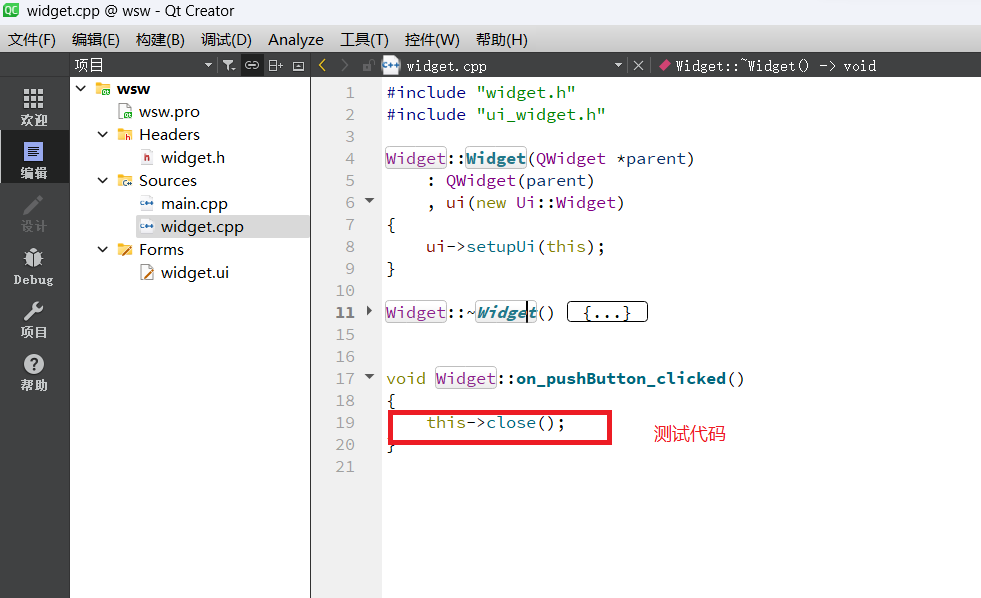 QC widget.cpp @ wsw - Qt Creator
文件(F) 编辑(E) 构建(B) 调试(D) Analyze 工具(T) 控件(W) 帮助(H)
项目 C++ widget.cpp Widget::~Widget() -> void
欢迎
编辑
设计
Debug
项目
帮助
wsw
wsw.pro
Headers
widget.h
Sources
main.cpp
widget.cpp
Forms
widget.ui
1 #include "widget.h"
2 #include "ui_widget.h"
3
4 Widget::Widget(QWidget *parent)
5 : QWidget(parent)
6 , ui(new Ui::Widget)
7 {
8 ui->setupUi(this);
9 }
10
11 Widget::~Widget() {...}
15
16
17 void Widget::on_pushButton_clicked()
18 {
19 this->close();
20 }
21
测试代码